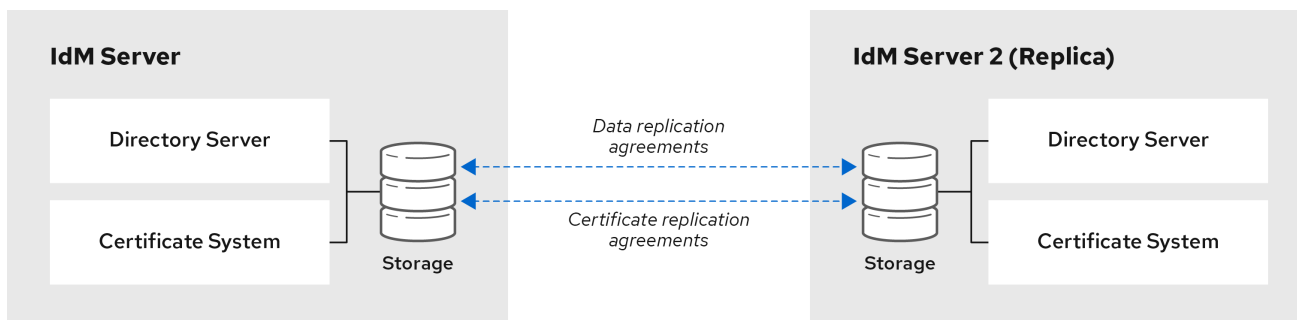 IdM Server
Directory Server
Certificate System
Storage
Data replication
agreements
Certificate replication
agreements
IdM Server 2 (Replica)
Storage
Directory Server
Certificate System